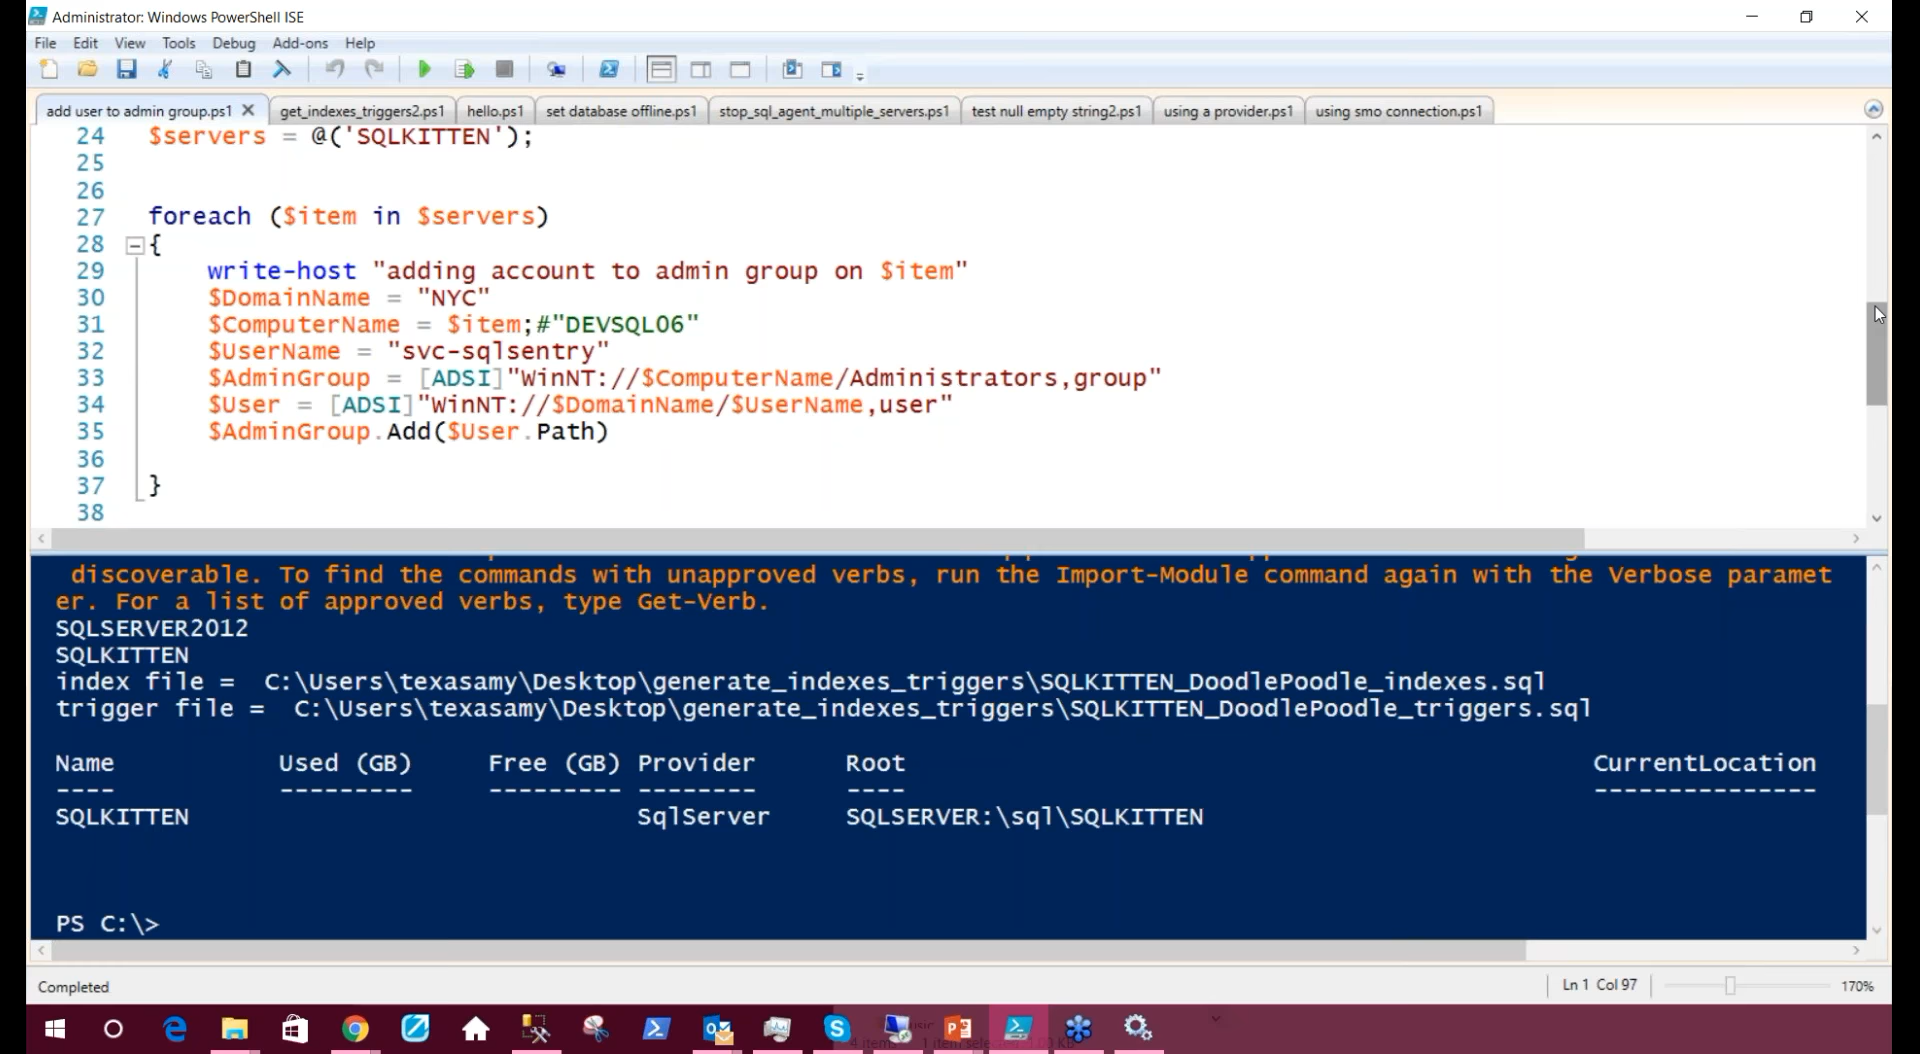 Administrator: Windows PowerShell ISE
File Edit View Tools Debug Add-ons Help
add user to admin group.ps1 get_indexes_triggers2.ps1 hello.ps1 set database offline.ps1 stop_sql_agent_multiple_servers.ps1 test null empty string2.ps1 using a provider.ps1 using smo connection.ps1
24 $servers = @('SQLKITTEN');
25
26
27 foreach ($item in $servers)
28 {
29 write-host "adding account to admin group on $item"
30 $DomainName = "NYC"
31 $ComputerName = $item;#"DEVSQL06"
32 $UserName = "svc-sqlsentry"
33 $AdminGroup = [ADSI]"WinNT://$ComputerName/Administrators,group"
34 $User = [ADSI]"WinNT://$DomainName/$UserName,user"
35 $AdminGroup.Add($User.Path)
36
37 }
38
discoverable. To find the commands with unapproved verbs, run the Import-Module command again with the Verbose paramet
er. For a list of approved verbs, type Get-Verb.
SQLSERVER2012
SQLKITTEN
index file = C:\Users\texasamy\Desktop\generate_indexes_triggers\SQLKITTEN_DoodlePoodle_indexes.sql
trigger file = C:\Users\texasamy\Desktop\generate_indexes_triggers\SQLKITTEN_DoodlePoodle_triggers.sql
Name Used (GB) Free (GB) Provider Root CurrentLocation
---- --------- --------- -------- ---- ---------------
SQLKITTEN SqlServer SQLSERVER:\sql\SQLKITTEN
PS C:\>
Completed Ln 1 Col 97 170%